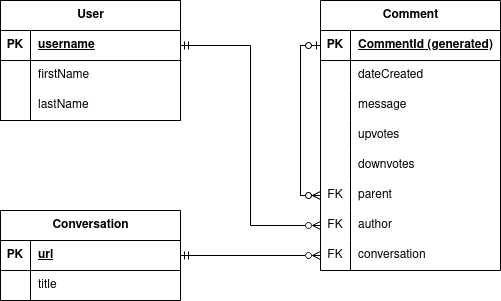 User
PK username
firstName
lastName
Comment
PK CommentId (generated)
dateCreated
message
upvotes
downvotes
FK parent
FK author
FK conversation
Conversation
PK url
title